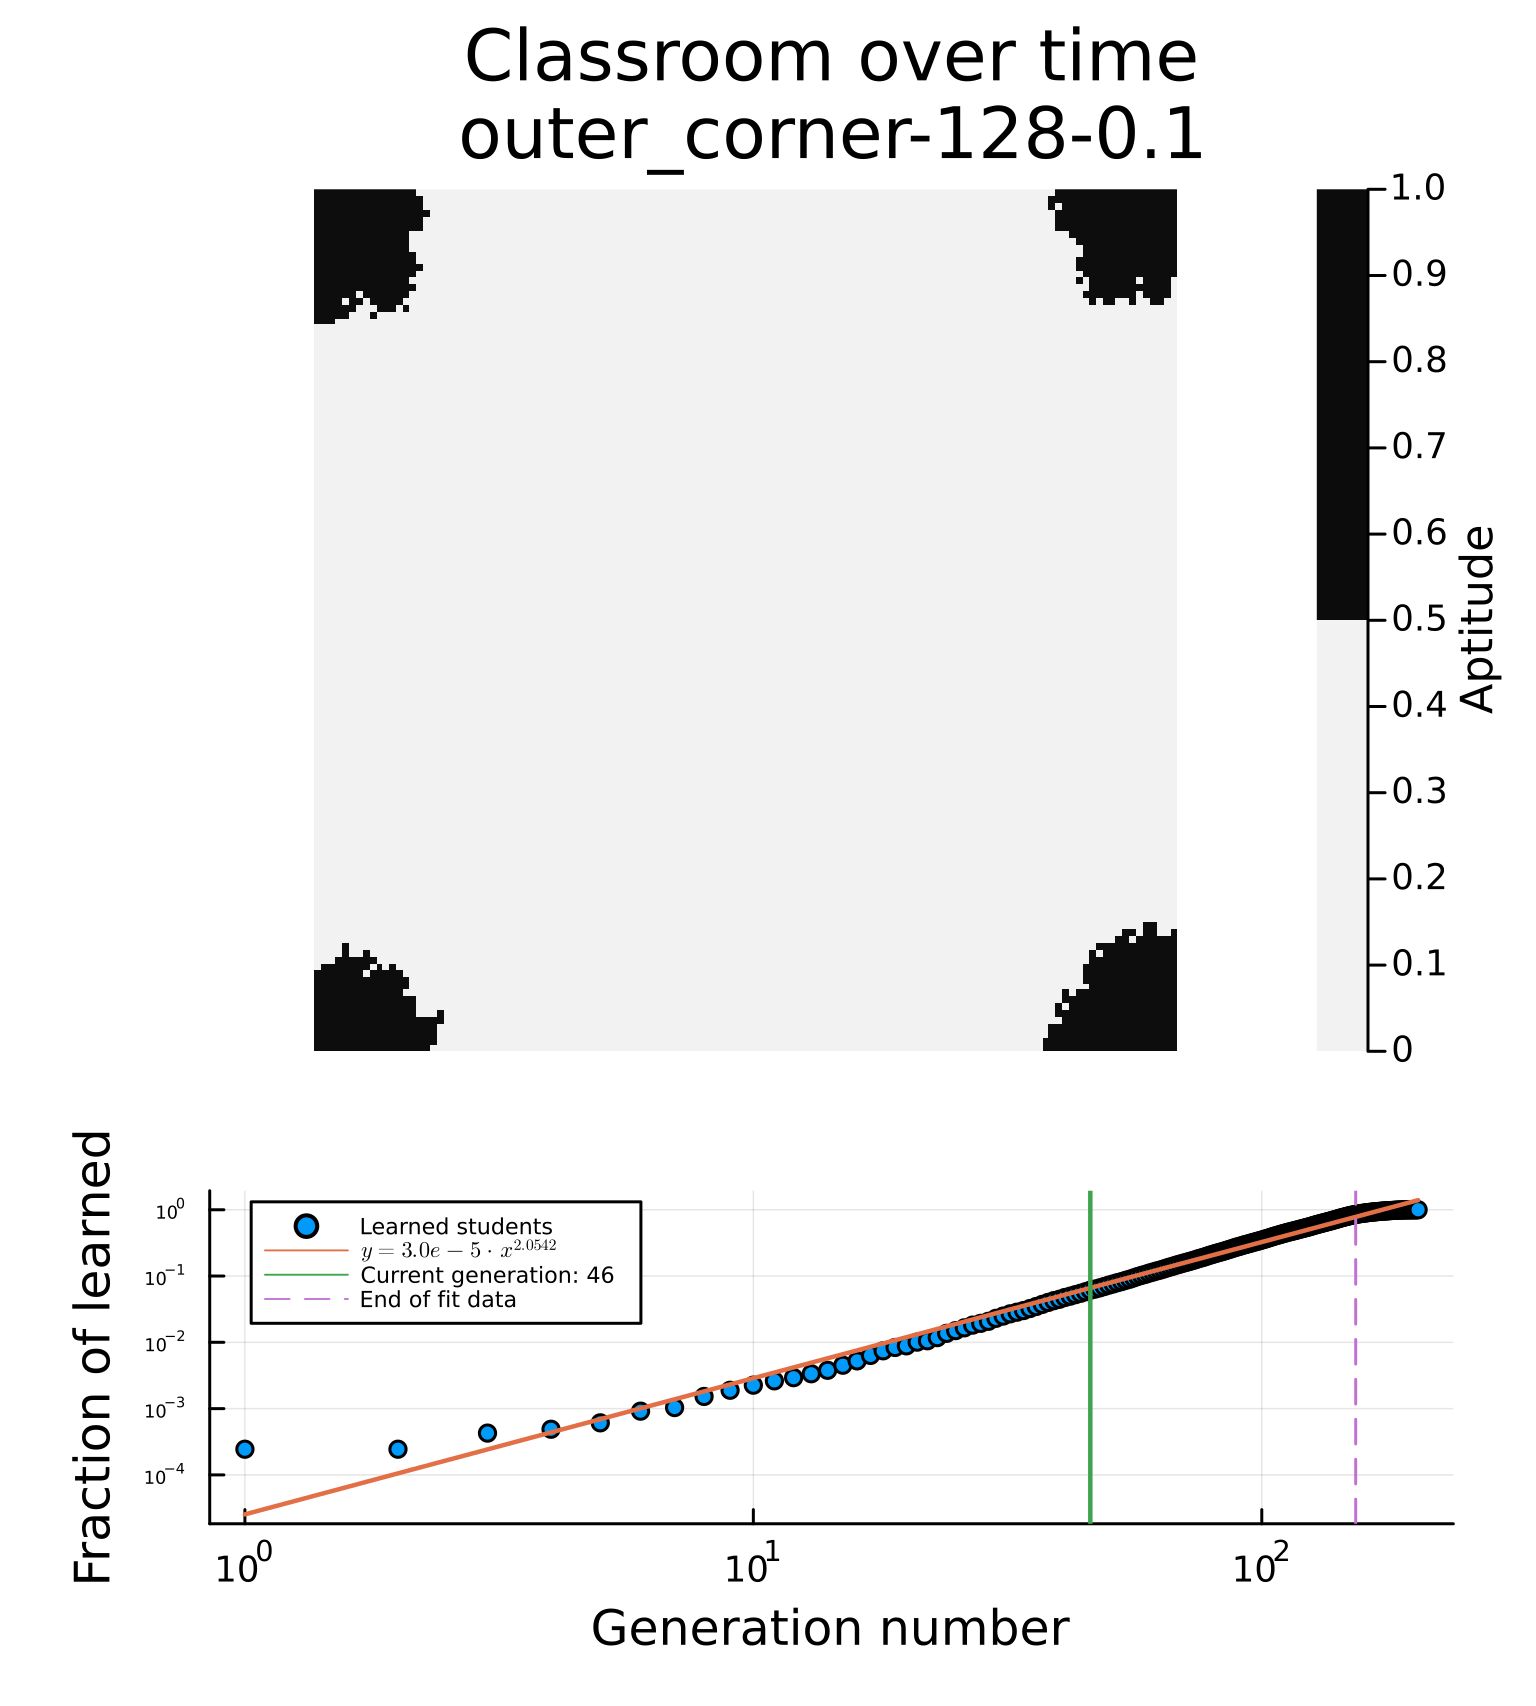 Classroom over time
outer_corner-128-0.1
1.0
0.9
0.8
0.7
0.6
0.5
0.4
0.3
0.2
0.1
0
Aptitude
Fraction of learned
10⁰
10⁻¹
10⁻²
10⁻³
10⁻⁴
Learned students
y = 3.0e − 5 · x^2.0542
Current generation: 46
End of fit data
10⁰
10¹
10²
Generation number